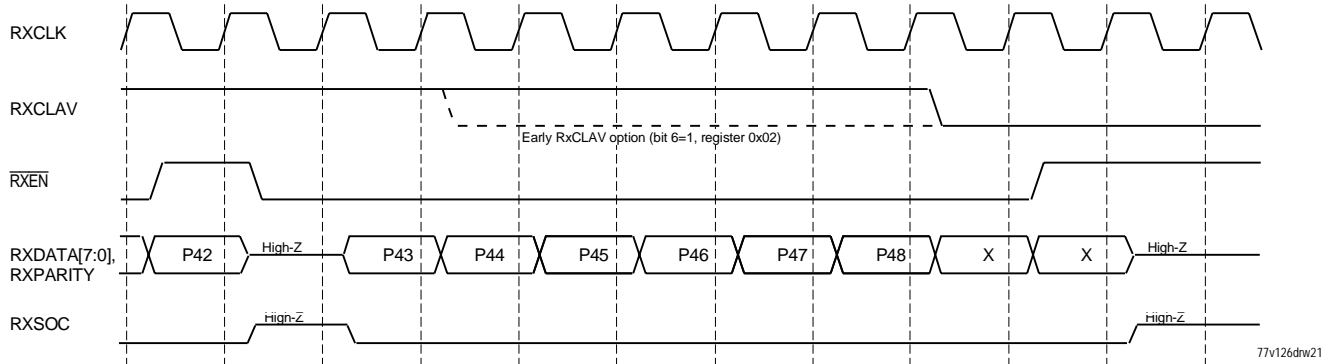 RXCLK
RXCLAV
Early RxCLAV option (bit 6=1, register 0x02)
RXEN
RXDATA[7:0], P42 High-Z P43 P44 P45 P46 P47 P48 X X High-Z
RXPARITY
RXSOC High-Z High-Z
77v126drw21